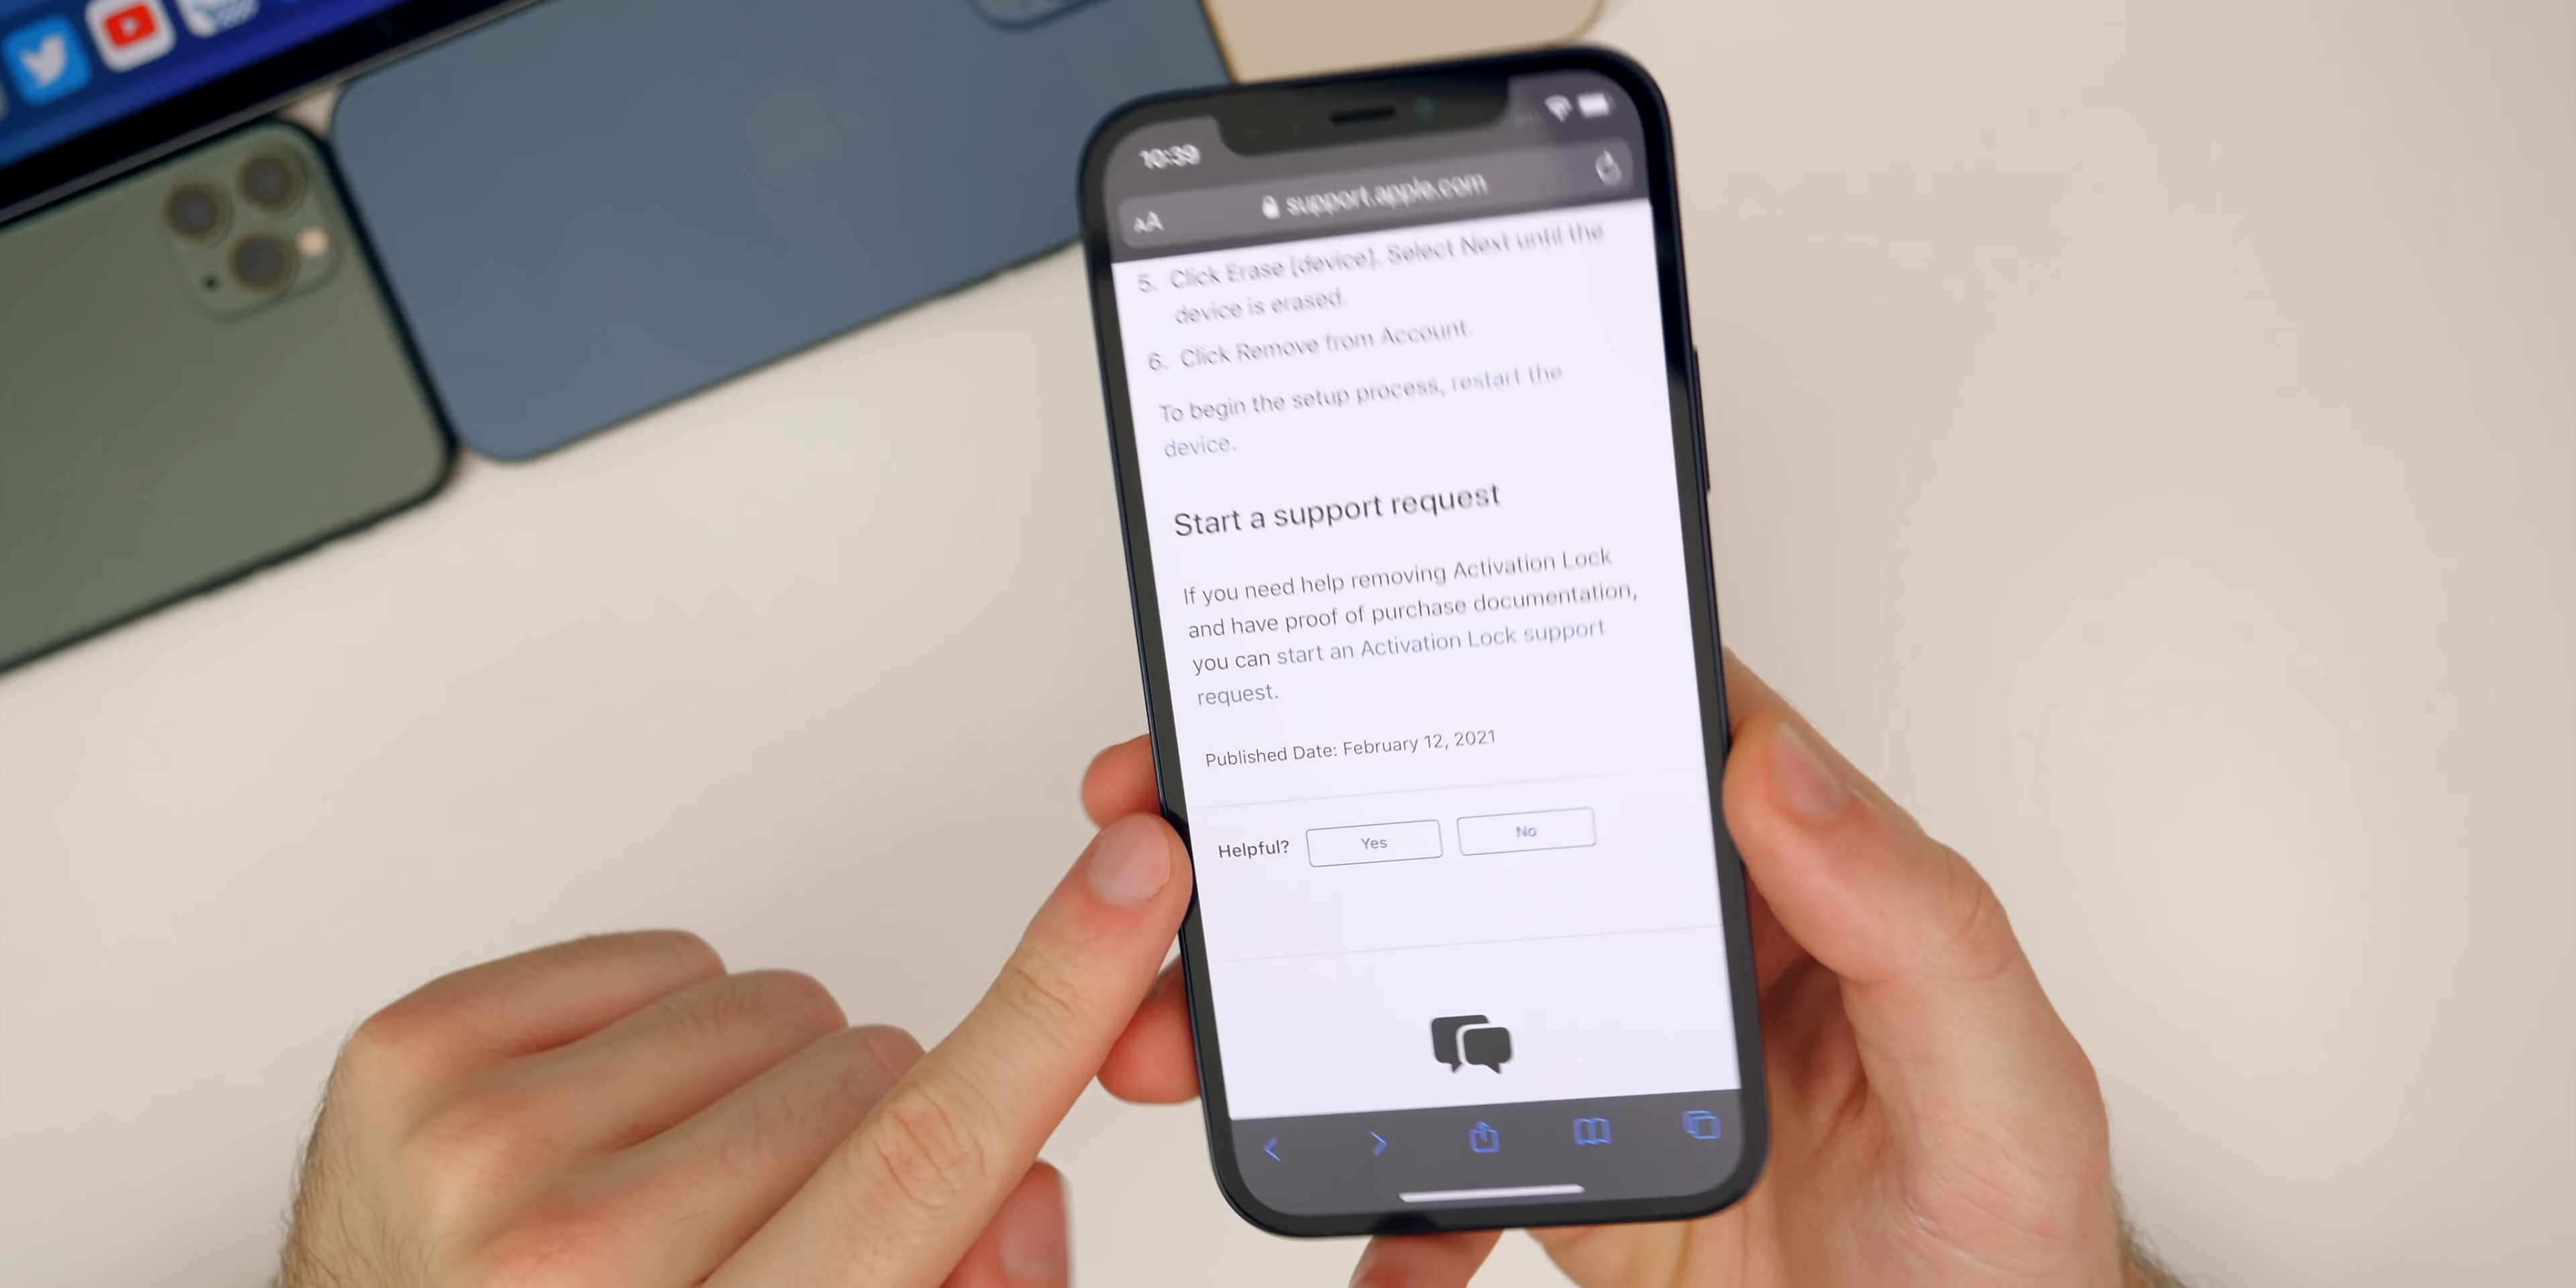 10:39
AA support.apple.com
5. Click Erase [device]. Select Next until the
device is erased.
6. Click Remove from Account.
To begin the setup process, restart the
device.
Start a support request
If you need help removing Activation Lock
and have proof of purchase documentation,
you can start an Activation Lock support
request.
Published Date: February 12, 2021
Helpful? Yes No